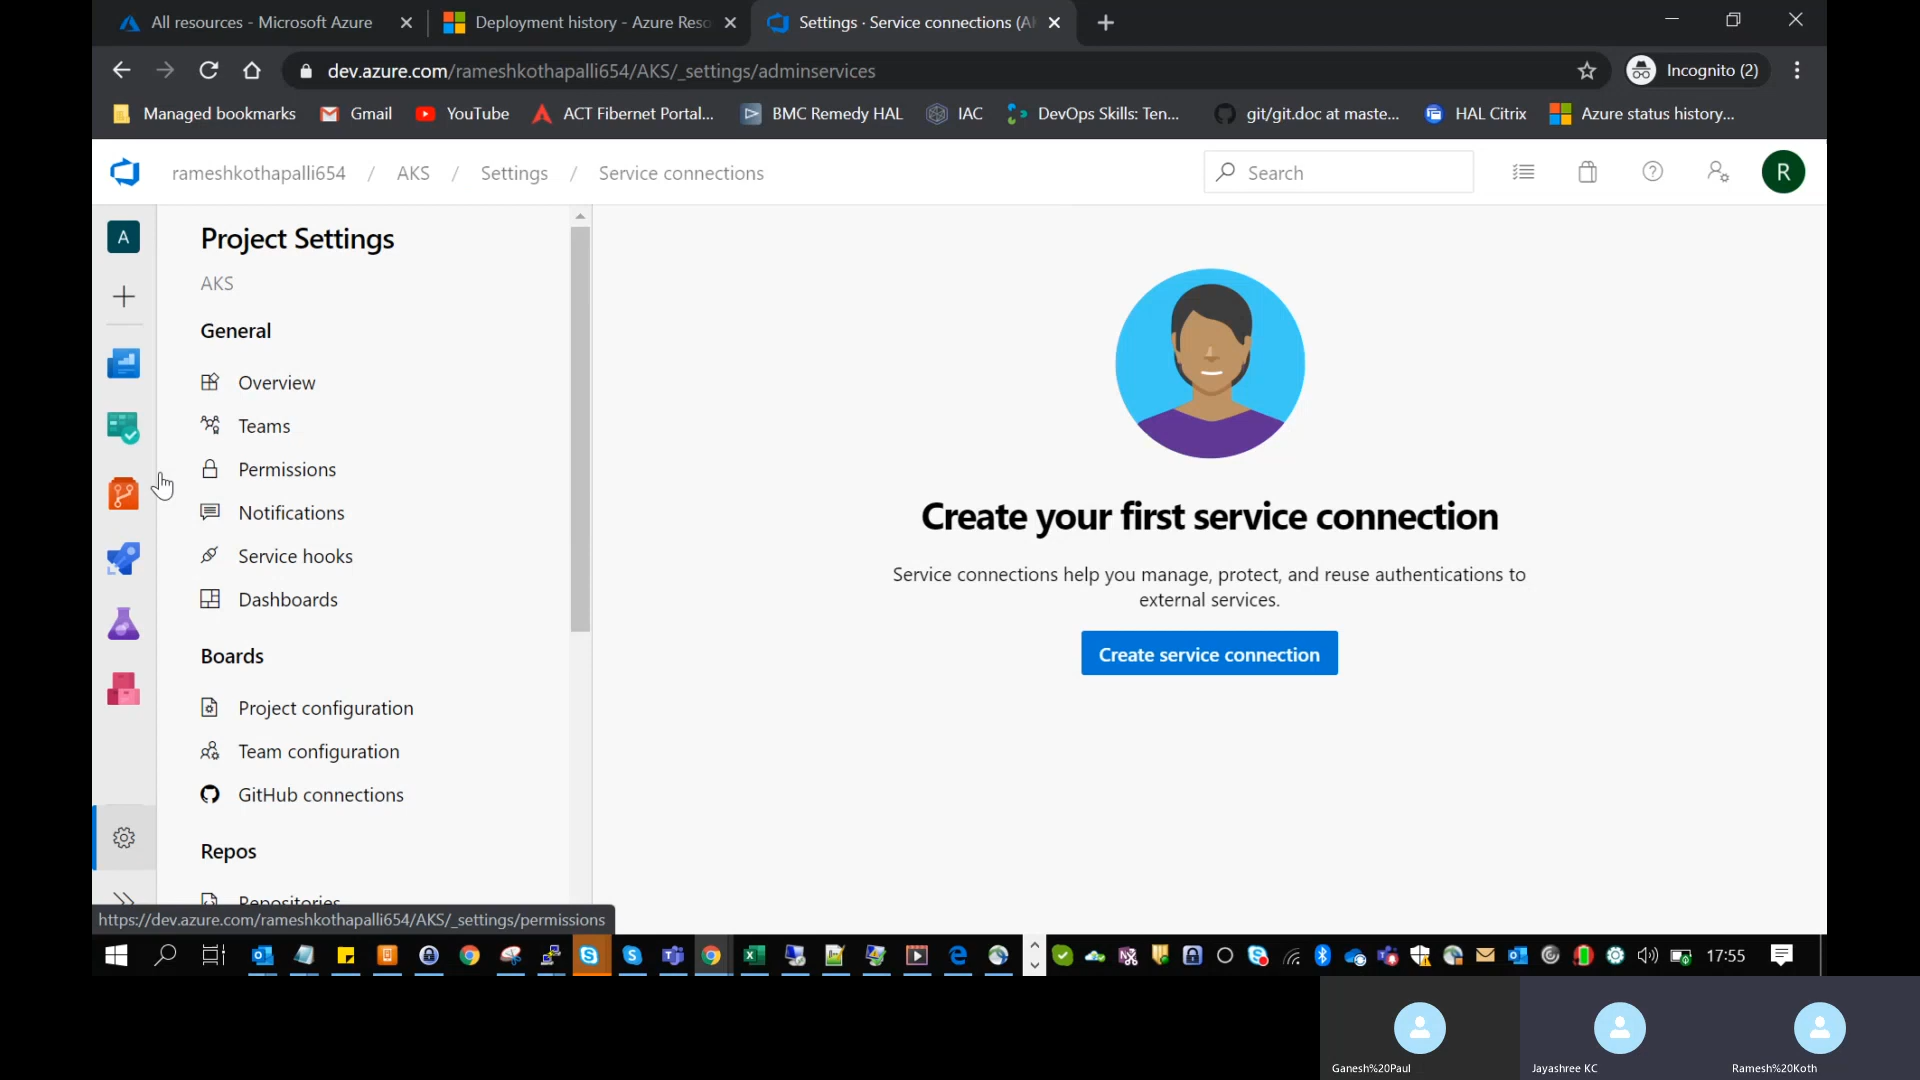 All resources - Microsoft Azure
Deployment history - Azure Reso
Settings · Service connections (A
dev.azure.com/rameshkothapalli654/AKS/_settings/adminservices
Incognito (2)
Managed bookmarks
Gmail
YouTube
ACT Fibernet Portal...
BMC Remedy HAL
IAC
DevOps Skills: Ten...
git/git.doc at maste...
HAL Citrix
Azure status history...
rameshkothapalli654 / AKS / Settings / Service connections
Search
R
A
Project Settings
AKS
General
Overview
Teams
Permissions
Notifications
Service hooks
Dashboards
Boards
Project configuration
Team configuration
GitHub connections
Repos
Repositories
Create your first service connection
Service connections help you manage, protect, and reuse authentications to
external services.
Create service connection
https://dev.azure.com/rameshkothapalli654/AKS/_settings/permissions
17:55
Ganesh%20Paul
Jayashree KC
Ramesh%20Koth